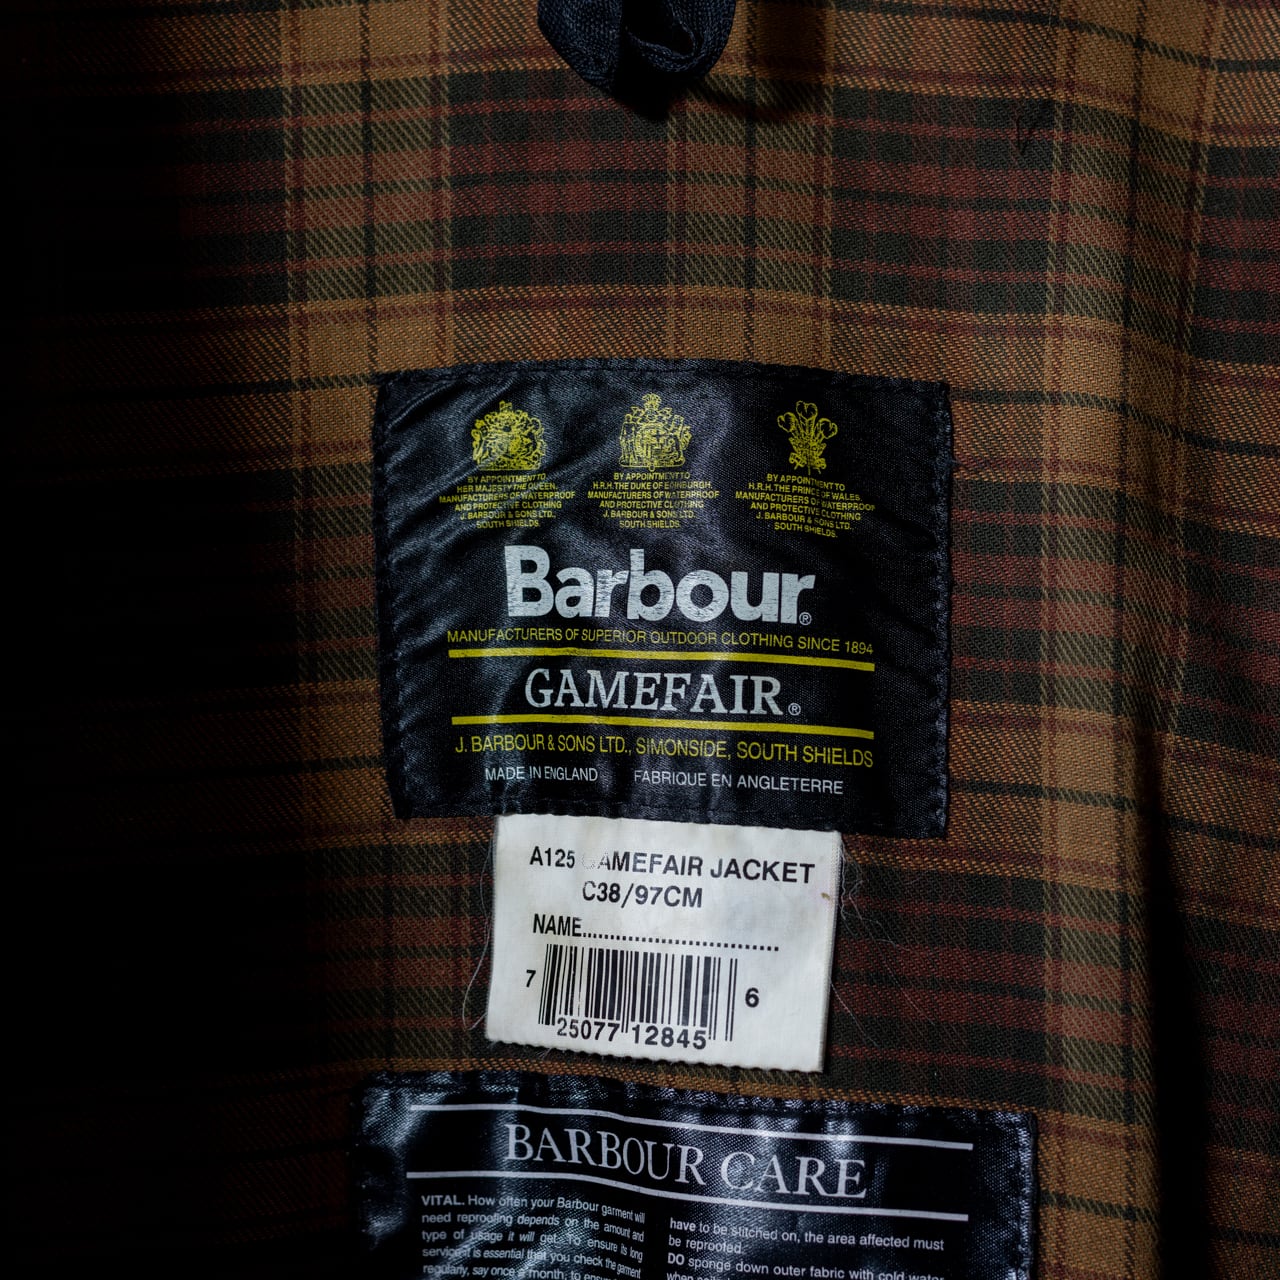 BY APPOINTMENT TO
HER MAJESTY THE QUEEN.
MANUFACTURERS OF WATERPROOF
AND PROTECTIVE CLOTHING
J. BARBOUR & SONS LTD.,
SOUTH SHIELDS.
BY APPOINTMENT TO
H.R.H. THE DUKE OF EDINBURGH.
MANUFACTURERS OF WATERPROOF
AND PROTECTIVE CLOTHING
J. BARBOUR & SONS LTD.
SOUTH SHIELDS.
BY APPOINTMENT TO
H.R.H. THE PRINCE OF WALES.
MANUFACTURERS OF WATERPROOF
AND PROTECTIVE CLOTHING
J. BARBOUR & SONS LTD.
SOUTH SHIELDS.
Barbour®
MANUFACTURERS OF SUPERIOR OUTDOOR CLOTHING SINCE 1894
GAMEFAIR®
J. BARBOUR & SONS LTD., SIMONSIDE, SOUTH SHIELDS
MADE IN ENGLAND FABRIQUE EN ANGLETERRE
A125 GAMEFAIR JACKET
C38/97CM
NAME......................................
7 25077 12845 6
BARBOUR CARE
VITAL. How often your Barbour garment will
need reproofing depends on the amount and
type of usage it will get. To ensure its long
service it is essential that you check the garment
regularly, say once a month, to ensure
have to be stitched on, the area affected must
be reproofed.
DO sponge down outer fabric with cold water
when